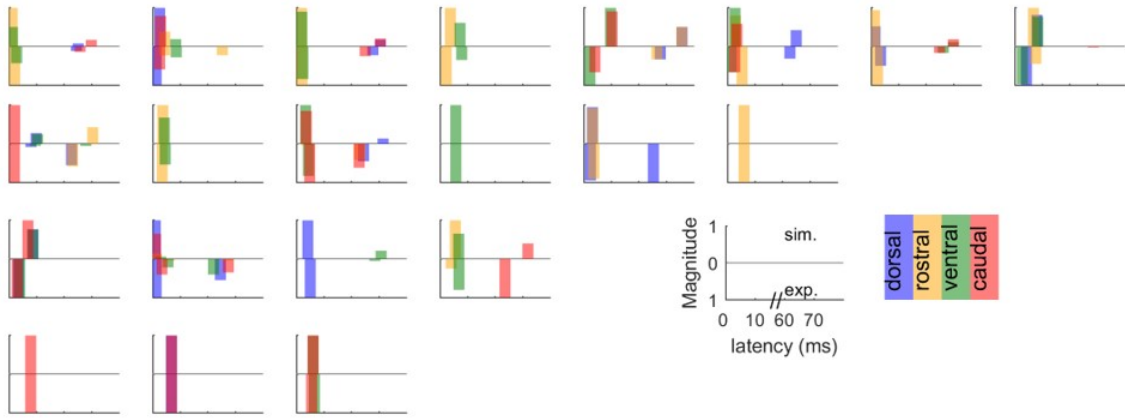 1
sim.
Magnitude
0
exp.
1
0 10 60 70
latency (ms)
dorsal
rostral
ventral
caudal